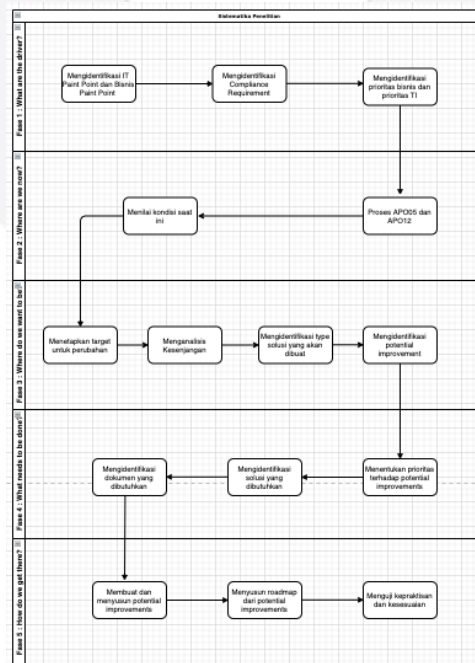 Sistematika Penelitian
Fase 1 : What are the driver?
Mengidentifikasi IT
Paint Point dan Bisnis
Paint Point
Mengidentifikasi
Compliance
Requirement
Mengidentifikasi
prioritas bisnis dan
prioritas TI
Fase 2 : Where are we now?
Menilai kondisi saat
ini
Proses APO05 dan
APO12
Fase 3 : Where do we want to be?
Menetapkan target
untuk perubahan
Menganalisis
Kesenjangan
Mengidentifikasi type
solusi yang akan
dibuat
Mengidentifikasi
potential
improvement
Fase 4 : What needs to be done?
Mengidentifikasi
dokumen yang
dibutuhkan
Mengidentifikasi
solusi yang
dibutuhkan
Menentukan prioritas
terhadap potential
improvements
Fase 5 : How do we get there?
Membuat dan
menyusun potential
improvements
Menyusun roadmap
dari potential
improvements
Menguji kepraktisan
dan kesesuaian